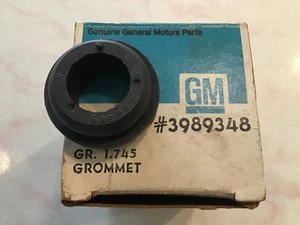 Genuine General Motors Parts
GM
#3989348
GR. 1.745
GROMMET